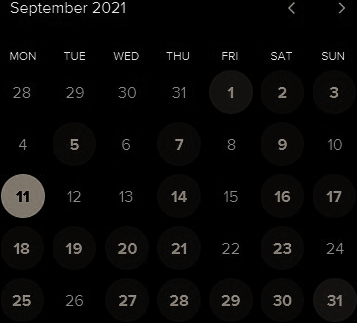 September 2021
MON TUE WED THU FRI SAT SUN
28 29 30 31 1 2 3
4 5 6 7 8 9 10
11 12 13 14 15 16 17
18 19 20 21 22 23 24
25 26 27 28 29 30 31